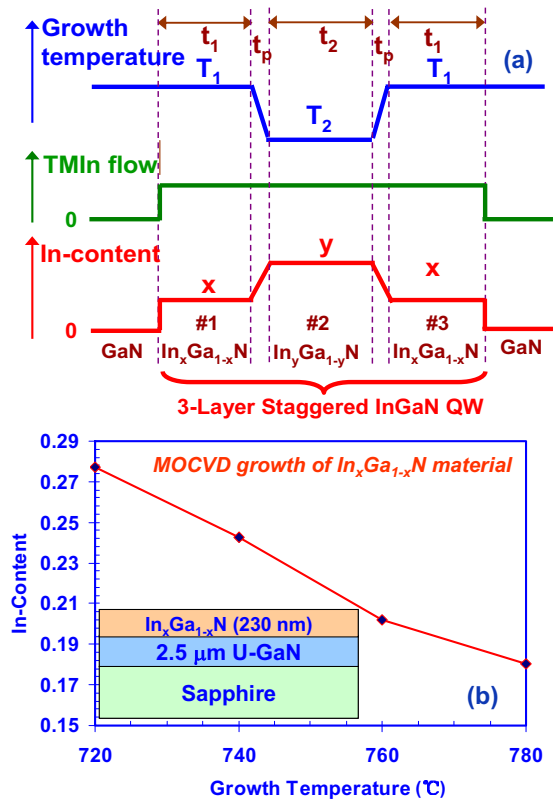 t1 tp t2 tp t1
Growth
temperature
T1 T1 (a)
T2
TMIn flow
0
In-content
y
x x
0
#1 #2 #3
GaN InxGa1-xN InyGa1-yN InxGa1-xN GaN
3-Layer Staggered InGaN QW
0.29
MOCVD growth of InxGa1-xN material
0.27
0.25
0.23
In-Content
0.21
InxGa1-xN (230 nm)
0.19
2.5 μm U-GaN
0.17
Sapphire
(b)
0.15
720 740 760 780
Growth Temperature (℃)